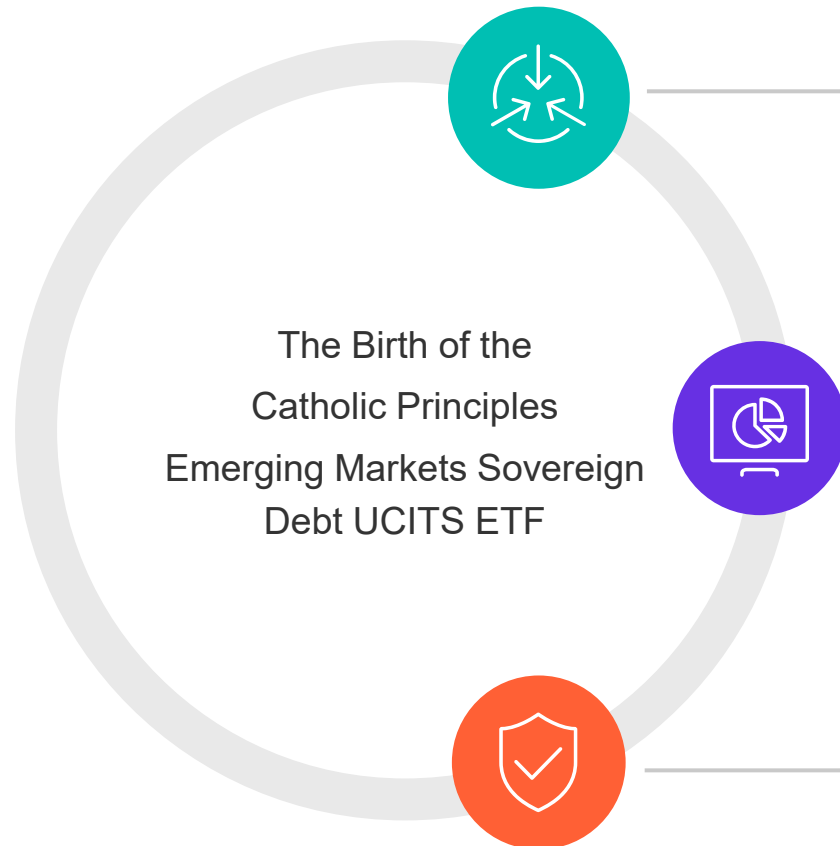 The Birth of the
Catholic Principles
Emerging Markets Sovereign
Debt UCITS ETF